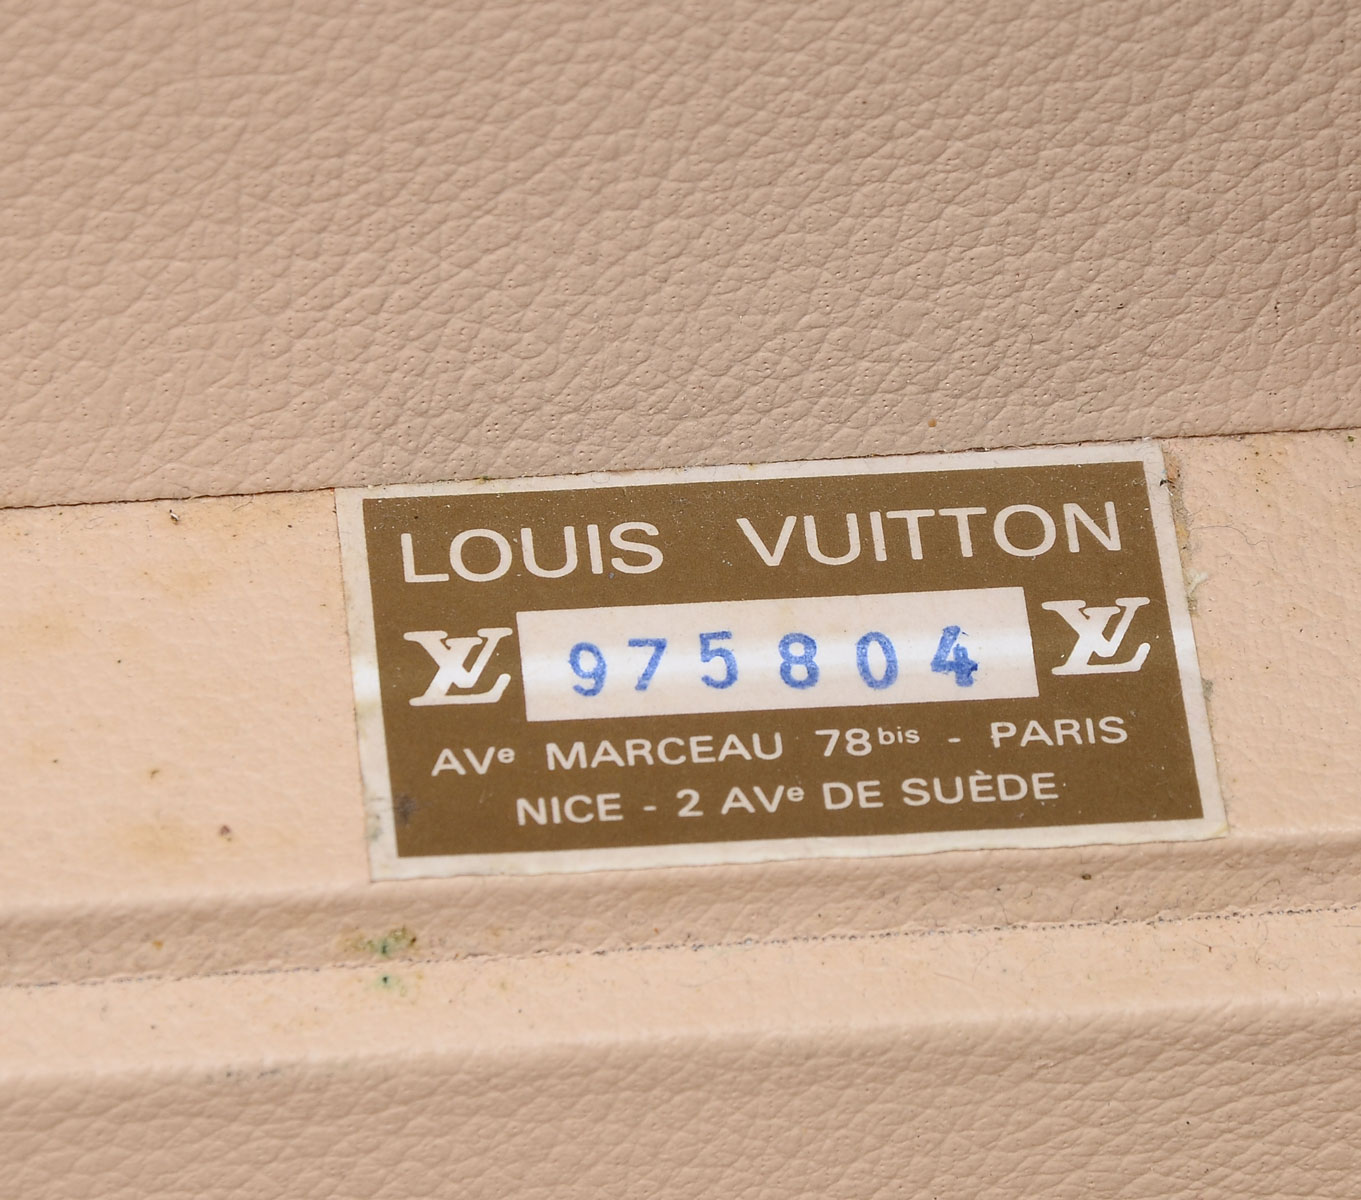 LOUIS VUITTON
LV 975804 LV
AVe MARCEAU 78bis - PARIS
NICE - 2 AVe DE SUÈDE